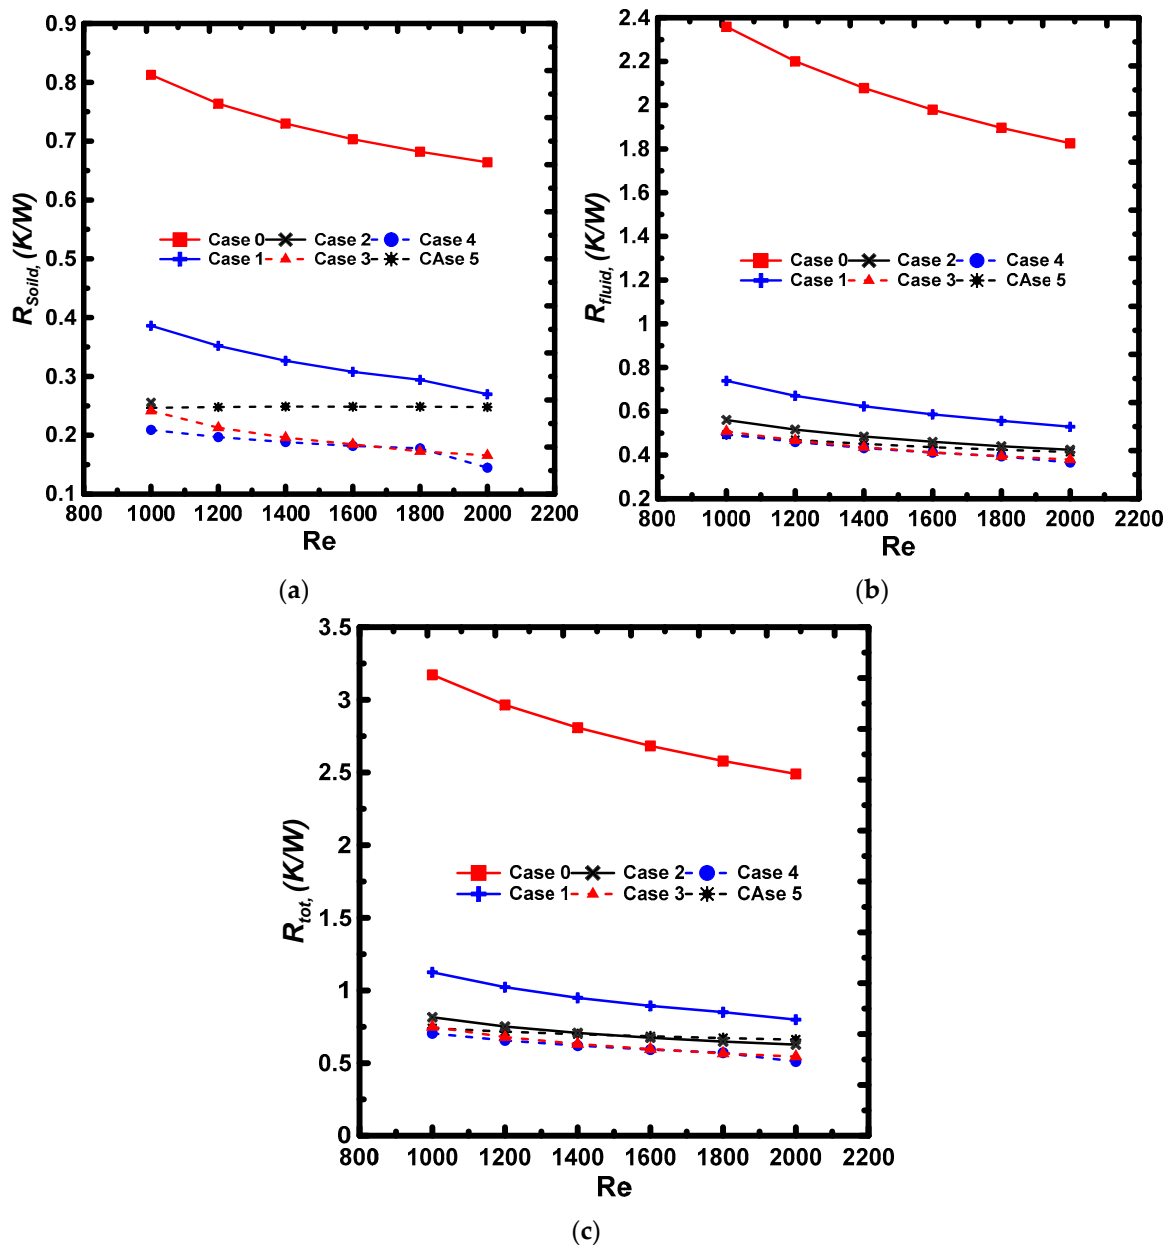 0.9
0.8
0.7
0.6
0.5
0.4
0.3
0.2
0.1
R_Soild, (K/W)
Case 0 Case 2 Case 4
Case 1 Case 3 CAse 5
800 1000 1200 1400 1600 1800 2000 2200
Re
(a)
2.4
2.2
2
1.8
1.6
1.4
1.2
1
0.8
0.6
0.4
0.2
R_fluid, (K/W)
Case 0 Case 2 Case 4
Case 1 Case 3 CAse 5
800 1000 1200 1400 1600 1800 2000 2200
Re
(b)
3.5
3
2.5
2
1.5
1
0.5
0
R_tot, (K/W)
Case 0 Case 2 Case 4
Case 1 Case 3 CAse 5
800 1000 1200 1400 1600 1800 2000 2200
Re
(c)